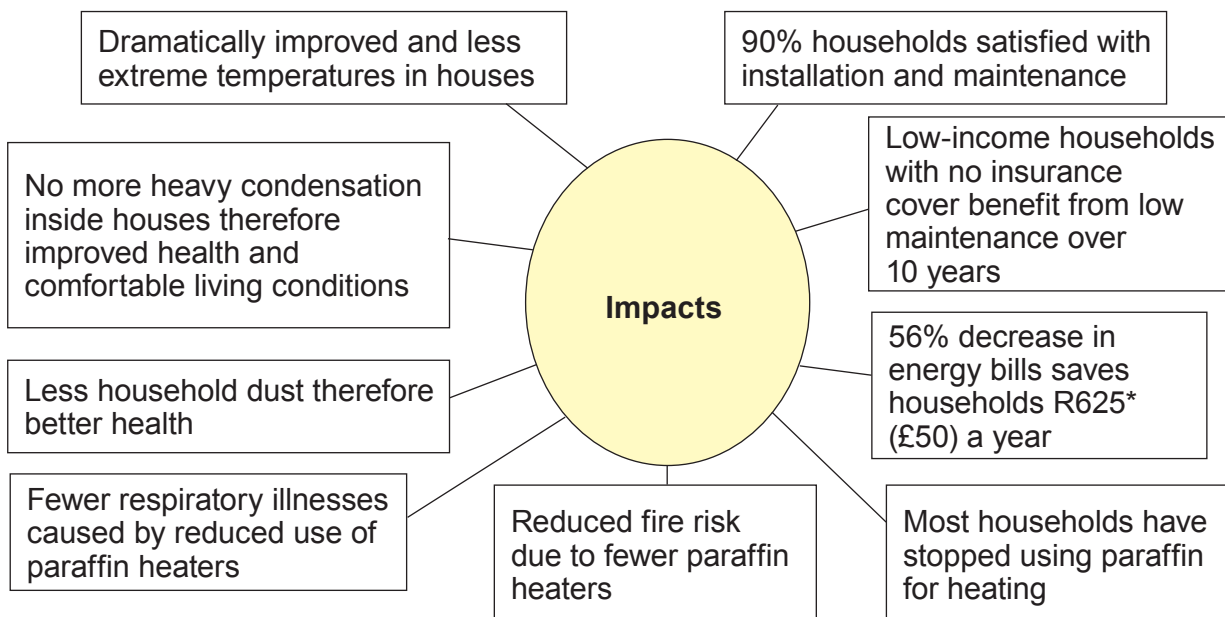 Dramatically improved and less
extreme temperatures in houses
90% households satisfied with
installation and maintenance
No more heavy condensation
inside houses therefore
improved health and
comfortable living conditions
Low-income households
with no insurance
cover benefit from low
maintenance over
10 years
Impacts
Less household dust therefore
better health
56% decrease in
energy bills saves
households R625*
(£50) a year
Fewer respiratory illnesses
caused by reduced use of
paraffin heaters
Reduced fire risk
due to fewer paraffin
heaters
Most households have
stopped using paraffin
for heating